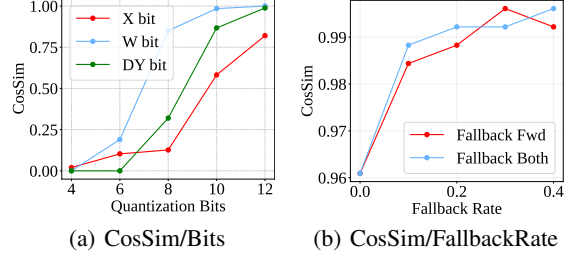 1.00
0.75
0.50
0.25
0.00
CosSim
X bit
W bit
DY bit
4 6 8 10 12
Quantization Bits
(a) CosSim/Bits
0.99
0.98
0.97
0.96
CosSim
Fallback Fwd
Fallback Both
0.0 0.2 0.4
Fallback Rate
(b) CosSim/FallbackRate